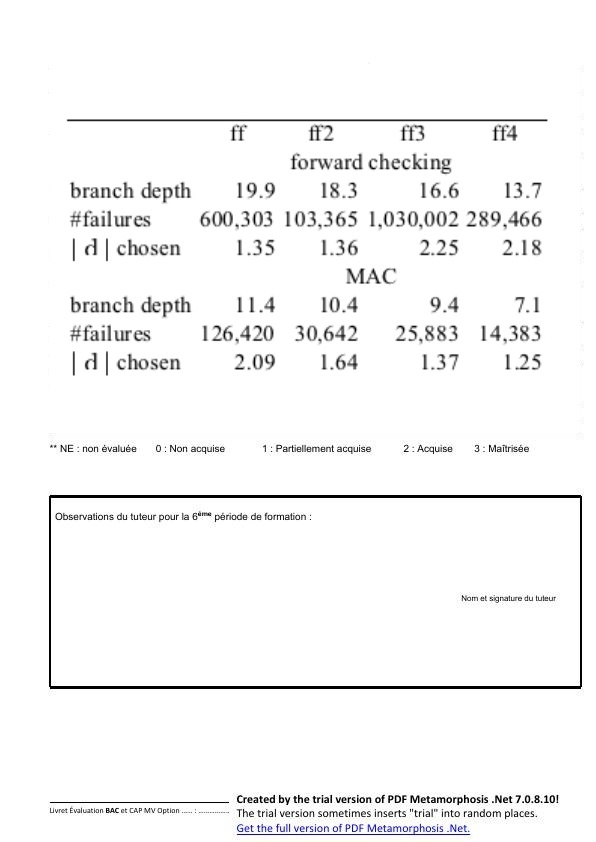 ff ff2 ff3 ff4
forward checking
branch depth 19.9 18.3 16.6 13.7
#failures 600,303 103,365 1,030,002 289,466
| d | chosen 1.35 1.36 2.25 2.18
MAC
branch depth 11.4 10.4 9.4 7.1
#failures 126,420 30,642 25,883 14,383
| d | chosen 2.09 1.64 1.37 1.25
** NE : non évaluée 0 : Non acquise 1 : Partiellement acquise 2 : Acquise 3 : Maîtrisée
Observations du tuteur pour la 6ème période de formation :
Nom et signature du tuteur
Livret Évaluation BAC et CAP MV Option ..... : ...............
Created by the trial version of PDF Metamorphosis .Net 7.0.8.10!
The trial version sometimes inserts "trial" into random places.
Get the full version of PDF Metamorphosis .Net.